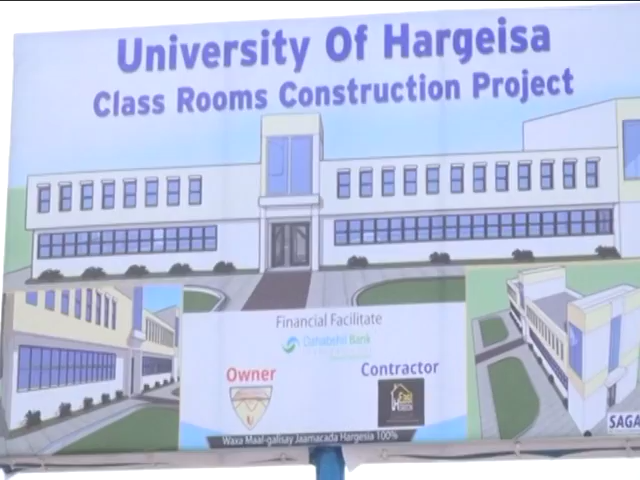 University Of Hargeisa
Class Rooms Construction Project
Financial Facilitate
Dahabshil Bank
Owner
Contractor
Waxa Maal-galisay Jaamacada Hargesia 100%
SAGA